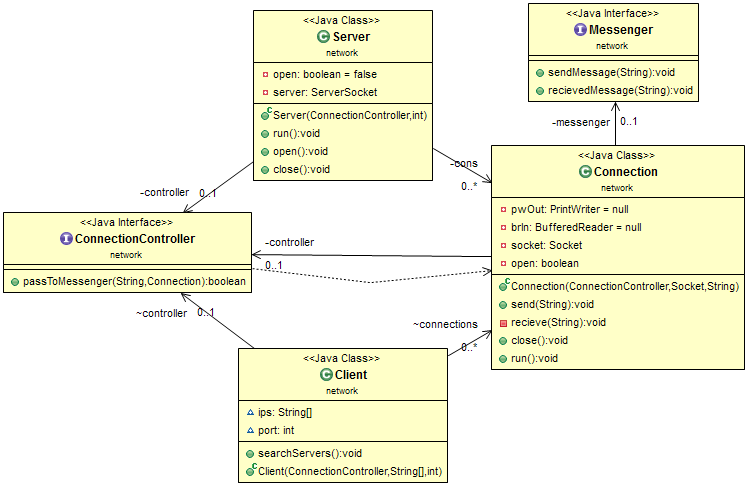 <<Java Class>>
C Server
network
open: boolean = false
server: ServerSocket
C Server(ConnectionController,int)
run():void
open():void
close():void
<<Java Interface>>
I Messenger
network
sendMessage(String):void
recievedMessage(String):void
-messenger
0..1
-cons
0..*
-controller
0..1
<<Java Class>>
C Connection
network
pwOut: PrintWriter = null
brIn: BufferedReader = null
socket: Socket
open: boolean
C Connection(ConnectionController,Socket,String)
send(String):void
recieve(String):void
close():void
run():void
<<Java Interface>>
I ConnectionController
network
passToMessenger(String,Connection):boolean
-controller
0..1
~controller
0..1
~connections
0..*
<<Java Class>>
C Client
network
ips: String[]
port: int
searchServers():void
C Client(ConnectionController,String[],int)